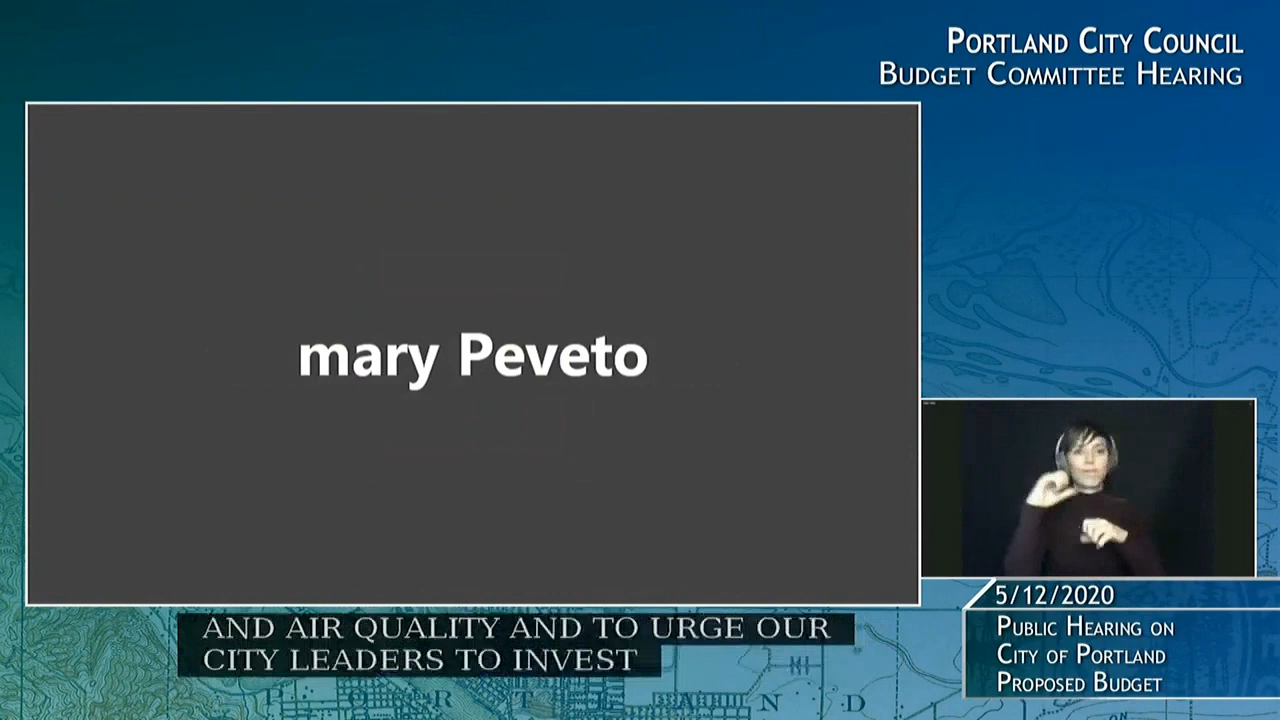 PORTLAND CITY COUNCIL
BUDGET COMMITTEE HEARING
mary Peveto
5/12/2020
PUBLIC HEARING ON
CITY OF PORTLAND
PROPOSED BUDGET
AND AIR QUALITY AND TO URGE OUR
CITY LEADERS TO INVEST
P O R T L A N D